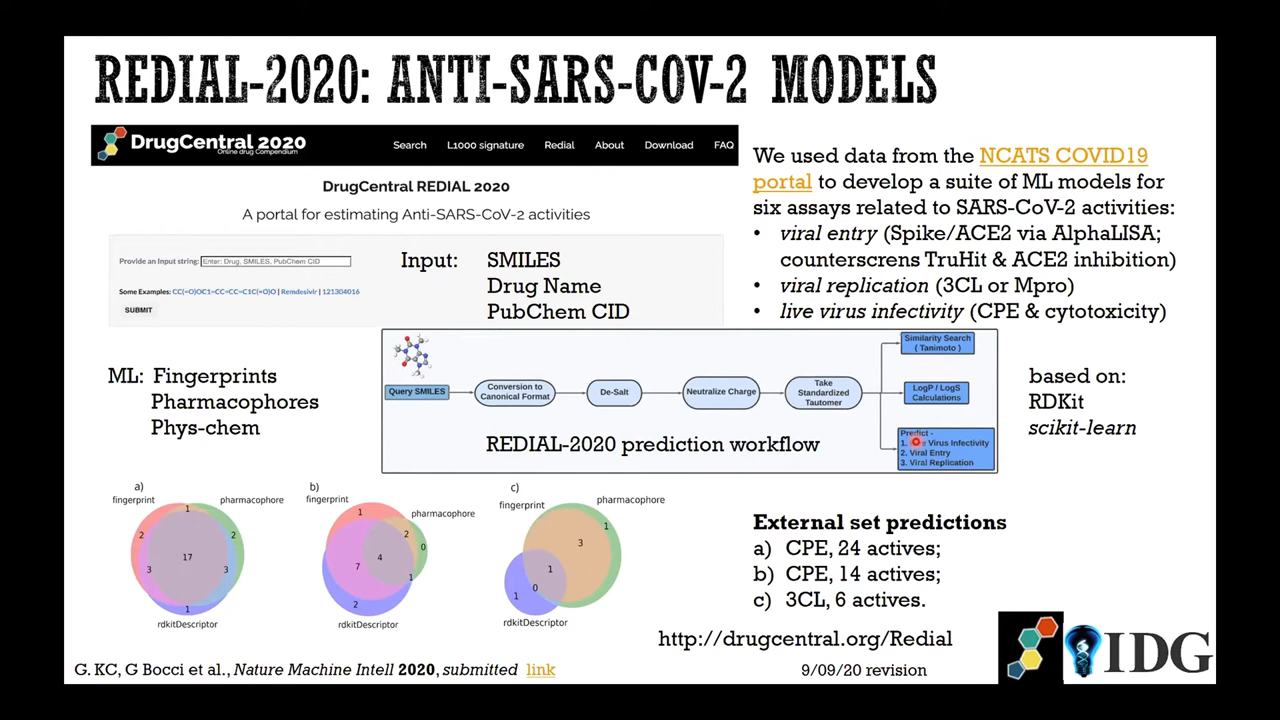 REDIAL-2020: ANTI-SARS-COV-2 MODELS
DrugCentral 2020
Online drug Compendium
Search L1000 signature Redial About Download FAQ
DrugCentral REDIAL 2020
A portal for estimating Anti-SARS-CoV-2 activities
Provide an Input string: Enter: Drug, SMILES, PubChem CID
Some Examples: CC(=O)OC1=CC=CC=C1C(=O)O | Remdesivir | 121304016
SUBMIT
Input: SMILES
Drug Name
PubChem CID
We used data from the NCATS COVID19
portal to develop a suite of ML models for
six assays related to SARS-CoV-2 activities:
• viral entry (Spike/ACE2 via AlphaLISA;
counterscrens TruHit & ACE2 inhibition)
• viral replication (3CL or Mpro)
• live virus infectivity (CPE & cytotoxicity)
ML: Fingerprints
Pharmacophores
Phys-chem
Query SMILES
Conversion to
Canonical Format
De-Salt
Neutralize Charge
Take
Standardized
Tautomer
Similarity Search
( Tanimoto )
LogP / LogS
Calculations
Predict -
1. Virus Infectivity
2. Viral Entry
3. Viral Replication
REDIAL-2020 prediction workflow
based on:
RDKit
scikit-learn
a)
fingerprint
pharmacophore
1
2
2
17
3
3
1
rdkitDescriptor
b)
fingerprint
pharmacophore
1
2
0
4
7
1
2
rdkitDescriptor
c)
fingerprint
pharmacophore
1
3
1
0
1
rdkitDescriptor
External set predictions
a) CPE, 24 actives;
b) CPE, 14 actives;
c) 3CL, 6 actives.
http://drugcentral.org/Redial
G. KC, G Bocci et al., Nature Machine Intell 2020, submitted link
9/09/20 revision
IDG